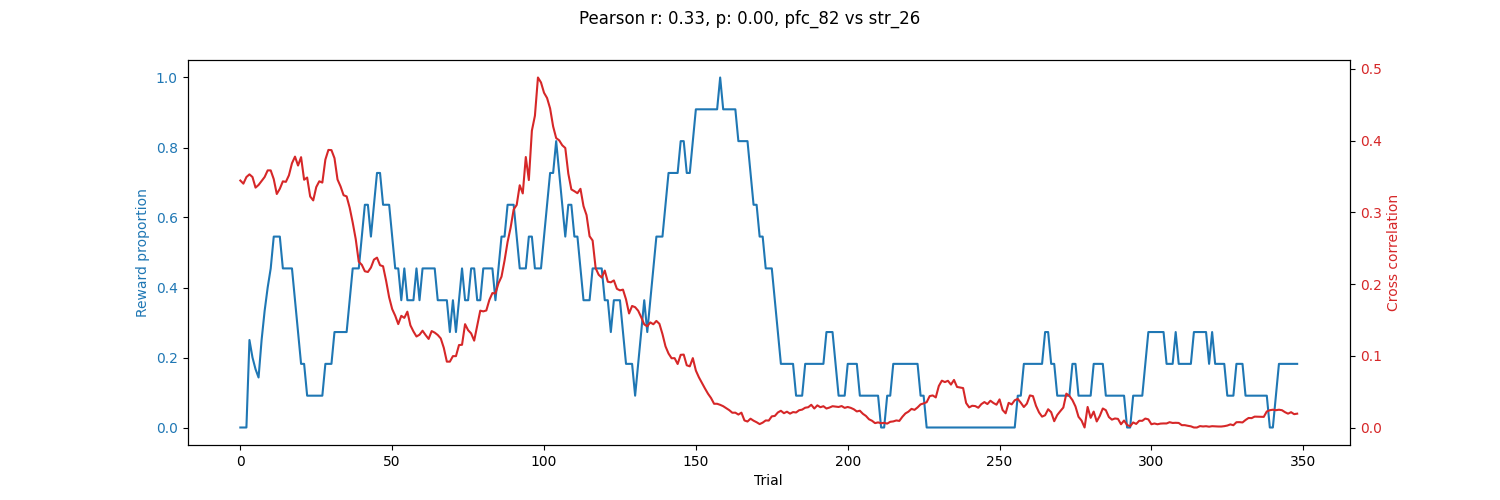 Pearson r: 0.33, p: 0.00, pfc_82 vs str_26
1.0
0.8
0.6
0.4
0.2
0.0
Reward proportion
0.5
0.4
0.3
0.2
0.1
0.0
Cross correlation
0 50 100 150 200 250 300 350
Trial